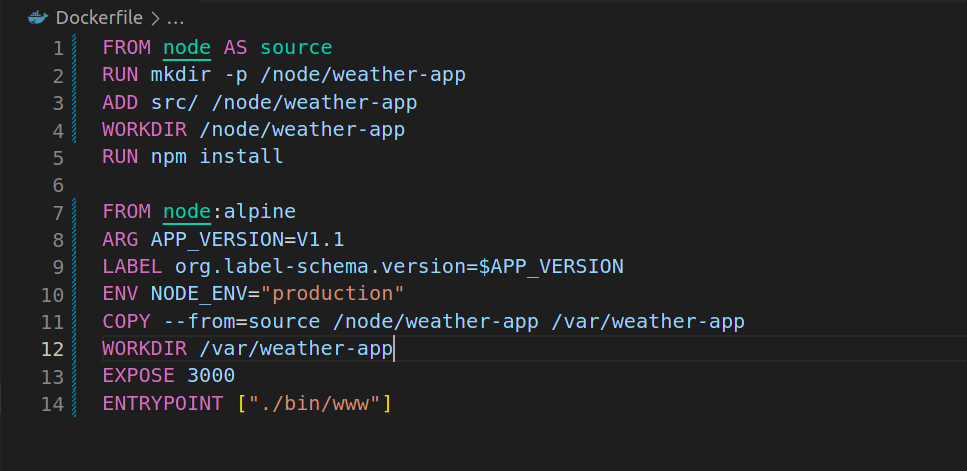 Dockerfile > ...
1 FROM node AS source
2 RUN mkdir -p /node/weather-app
3 ADD src/ /node/weather-app
4 WORKDIR /node/weather-app
5 RUN npm install
6
7 FROM node:alpine
8 ARG APP_VERSION=V1.1
9 LABEL org.label-schema.version=$APP_VERSION
10 ENV NODE_ENV="production"
11 COPY --from=source /node/weather-app /var/weather-app
12 WORKDIR /var/weather-app
13 EXPOSE 3000
14 ENTRYPOINT ["./bin/www"]